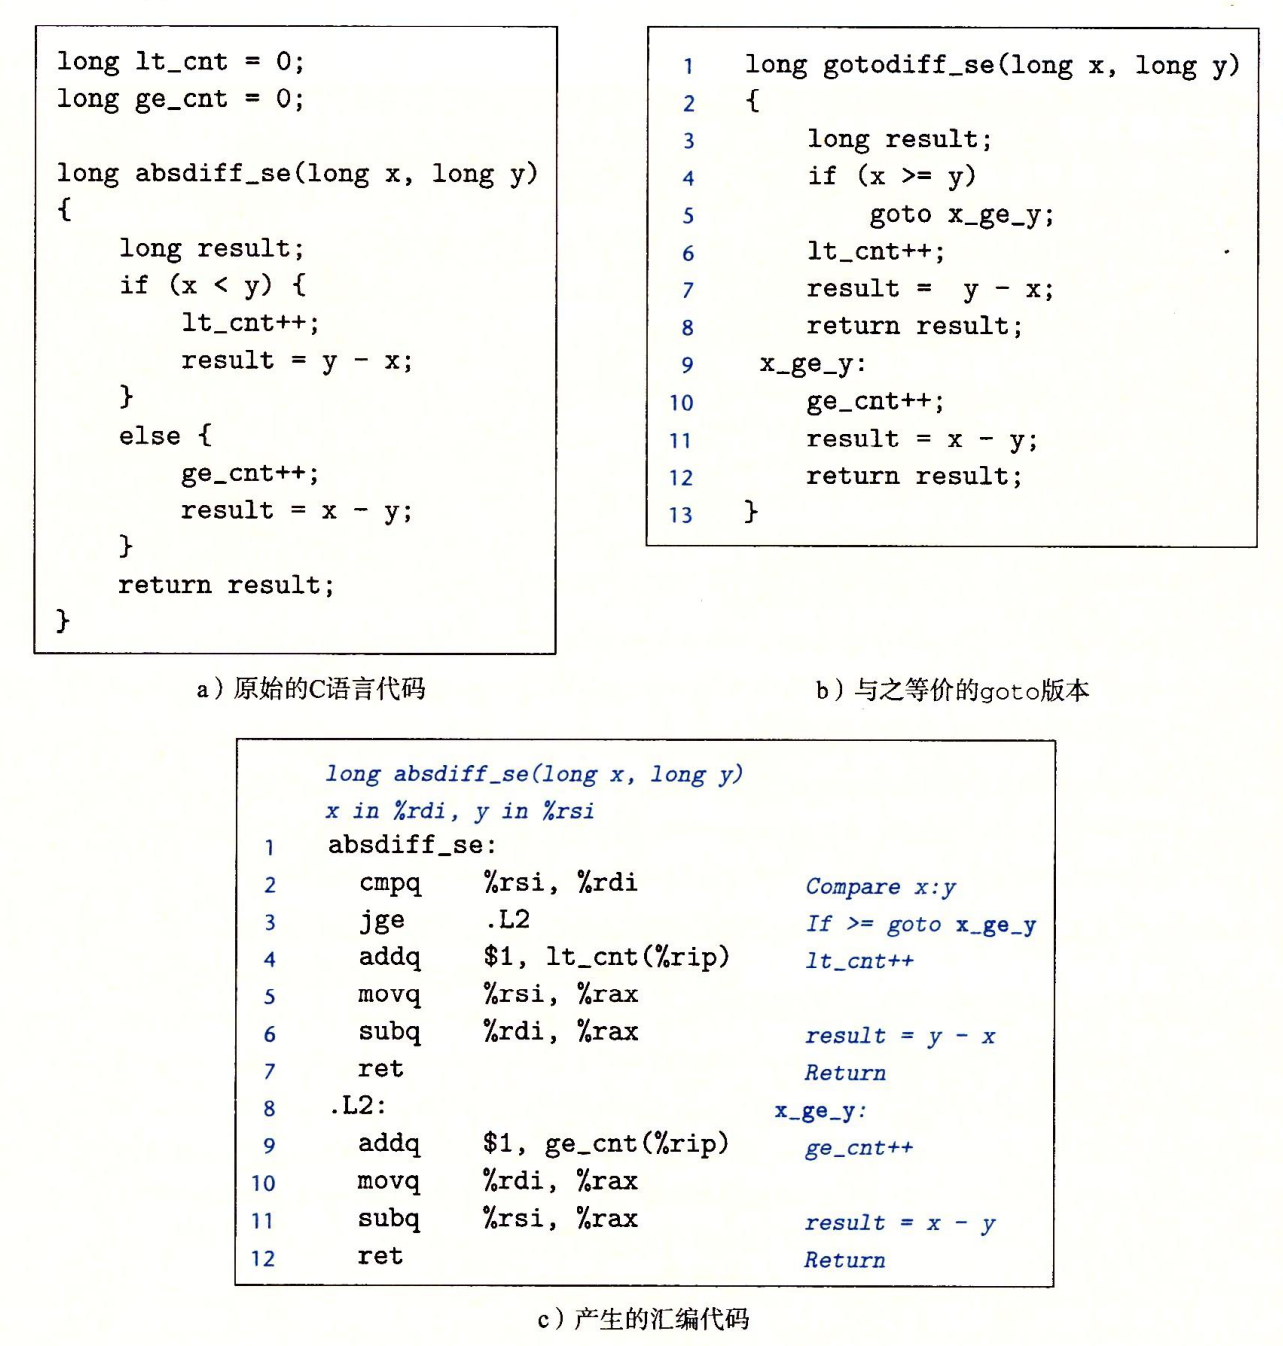 long lt_cnt = 0;
long ge_cnt = 0;
long absdiff_se(long x, long y)
{
    long result;
    if (x < y) {
        lt_cnt++;
        result = y - x;
    }
    else {
        ge_cnt++;
        result = x - y;
    }
    return result;
}
a）原始的C语言代码
1 long gotodiff_se(long x, long y)
2 {
3     long result;
4     if (x >= y)
5         goto x_ge_y;
6     lt_cnt++;
7     result =  y - x;
8     return result;
9  x_ge_y:
10     ge_cnt++;
11     result = x - y;
12     return result;
13 }
b）与之等价的goto版本
long absdiff_se(long x, long y)
x in %rdi, y in %rsi
1 absdiff_se:
2   cmpq    %rsi, %rdi    Compare x:y
3   jge     .L2    If >= goto x_ge_y
4   addq    $1, lt_cnt(%rip)    lt_cnt++
5   movq    %rsi, %rax
6   subq    %rdi, %rax    result = y - x
7   ret    Return
8 .L2:    x_ge_y:
9   addq    $1, ge_cnt(%rip)    ge_cnt++
10   movq    %rdi, %rax
11   subq    %rsi, %rax    result = x - y
12   ret    Return
c）产生的汇编代码